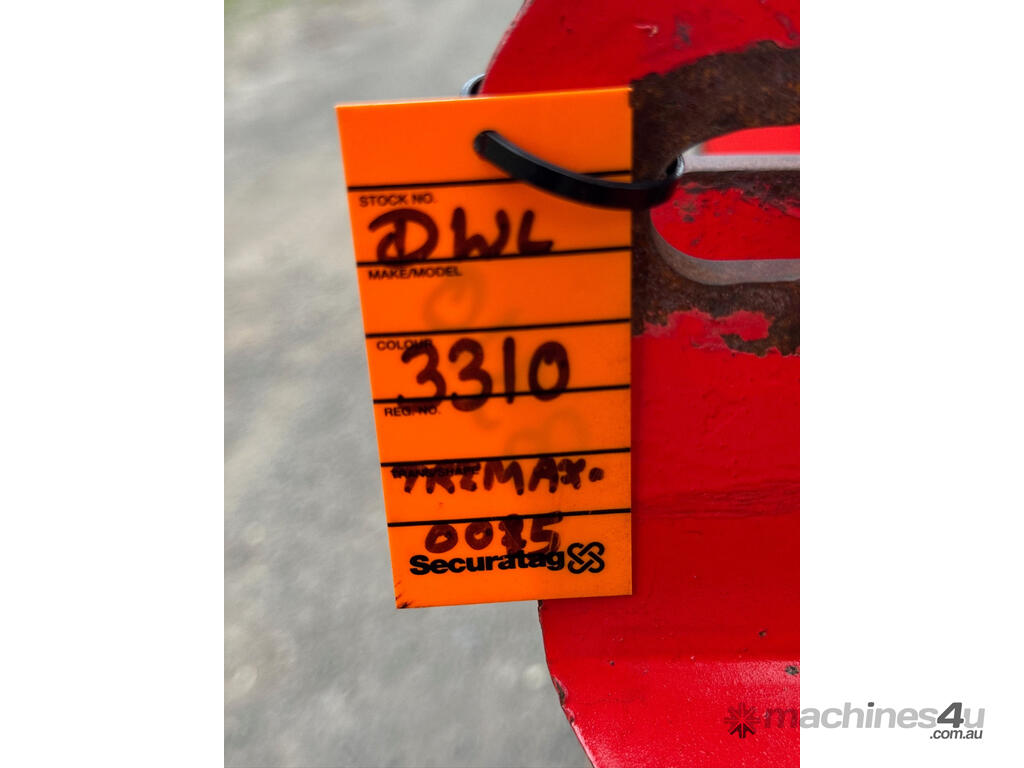 STOCK NO.
DWL
MAKE/MODEL
COLOUR
3310
REG. NO.
TRIMAX.
Securatag
machines4u
.com.au